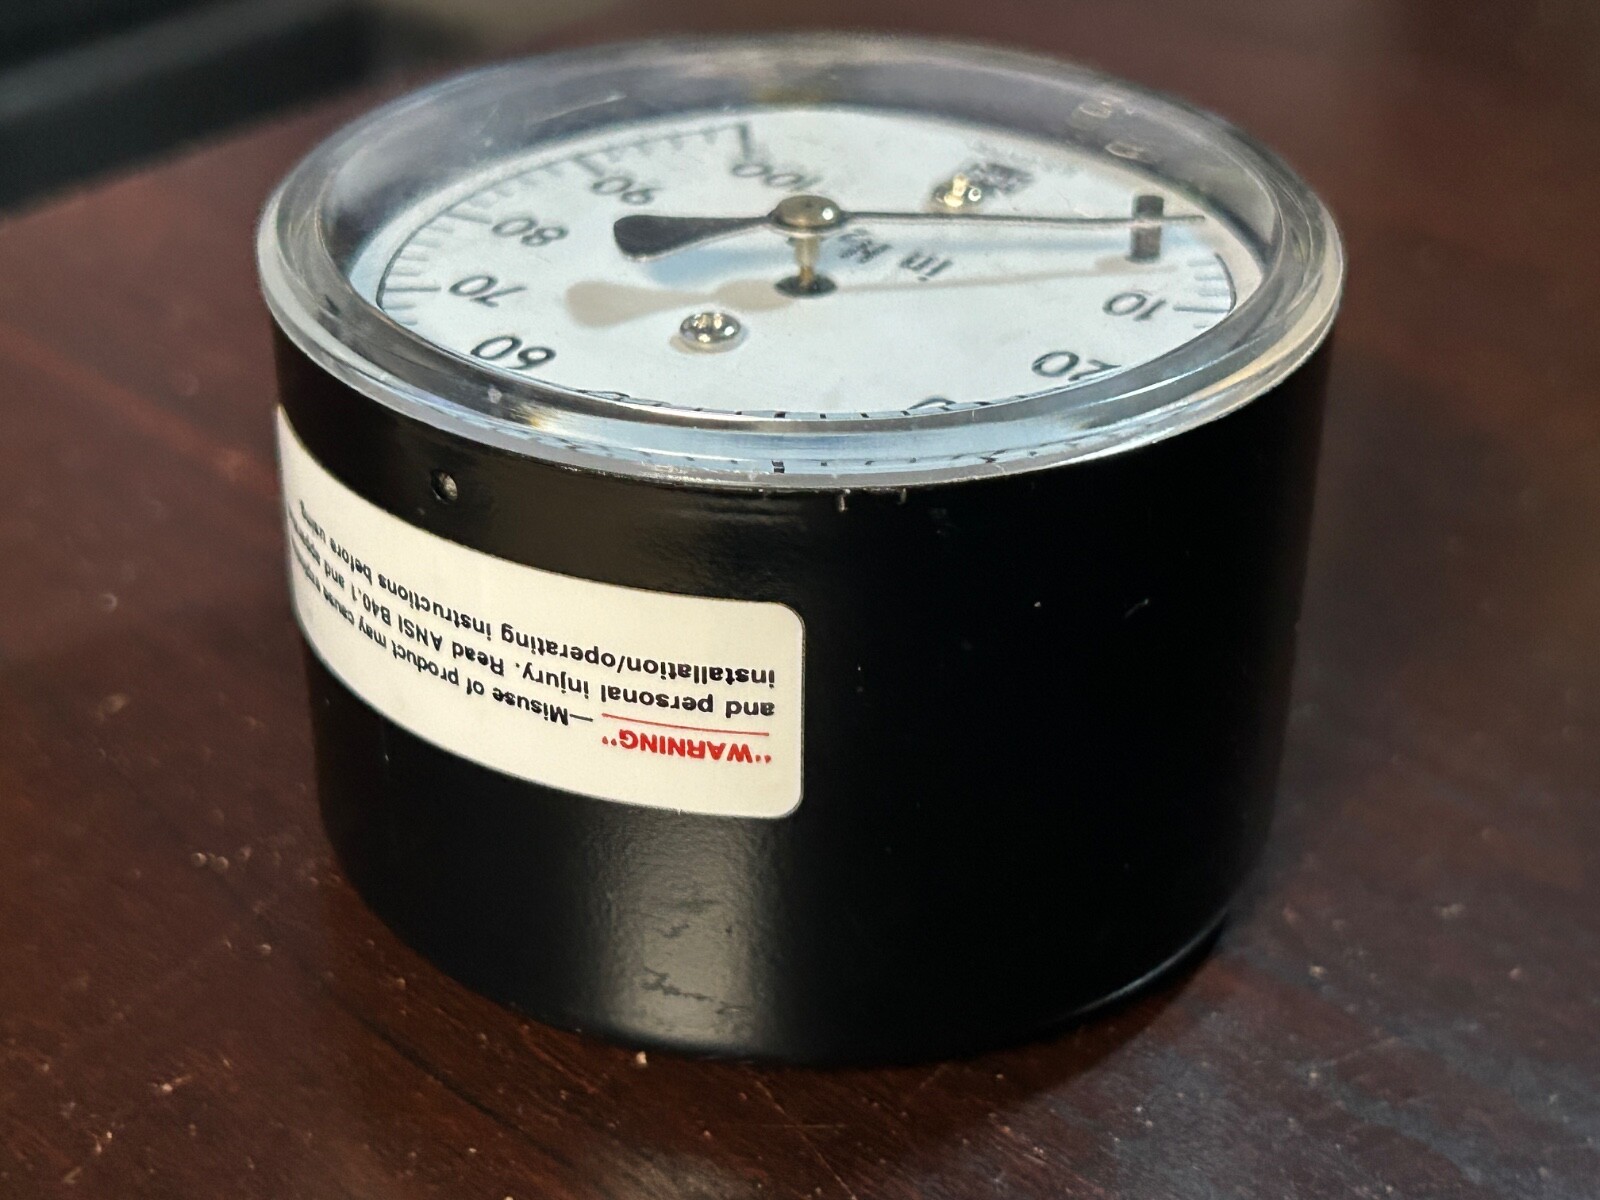 10
20
60
70
80
90
100
in
"WARNING"—Misuse of product may cause
and personal injury. Read ANSI B40.1 and
installation/operating instructions before using